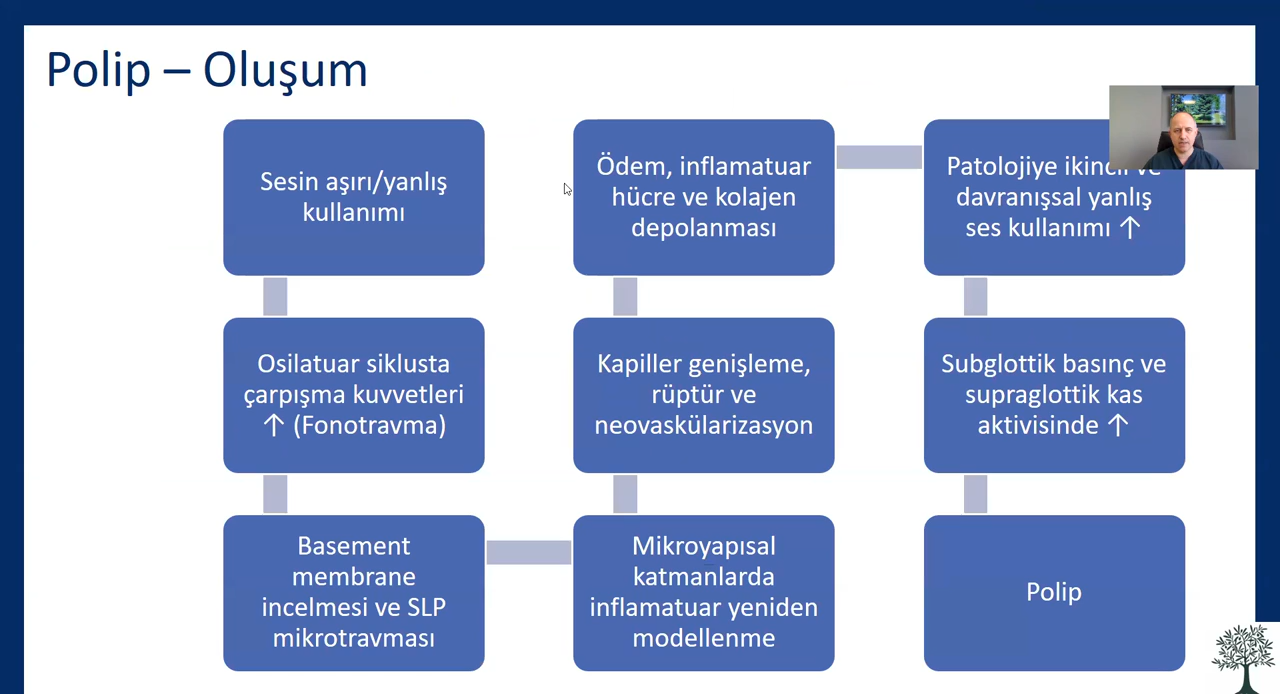 Polip – Oluşum
Sesin aşırı/yanlış
kullanımı
Osilatuar siklusta
çarpışma kuvvetleri
↑ (Fonotravma)
Basement
membrane
incelmesi ve SLP
mikrotravması
Mikroyapısal
katmanlarda
inflamatuar yeniden
modellenme
Kapiller genişleme,
rüptür ve
neovaskülarizasyon
Ödem, inflamatuar
hücre ve kolajen
depolanması
Patolojiye ikincil ve
davranışsal yanlış
ses kullanımı ↑
Subglottik basınç ve
supraglottik kas
aktivisinde ↑
Polip